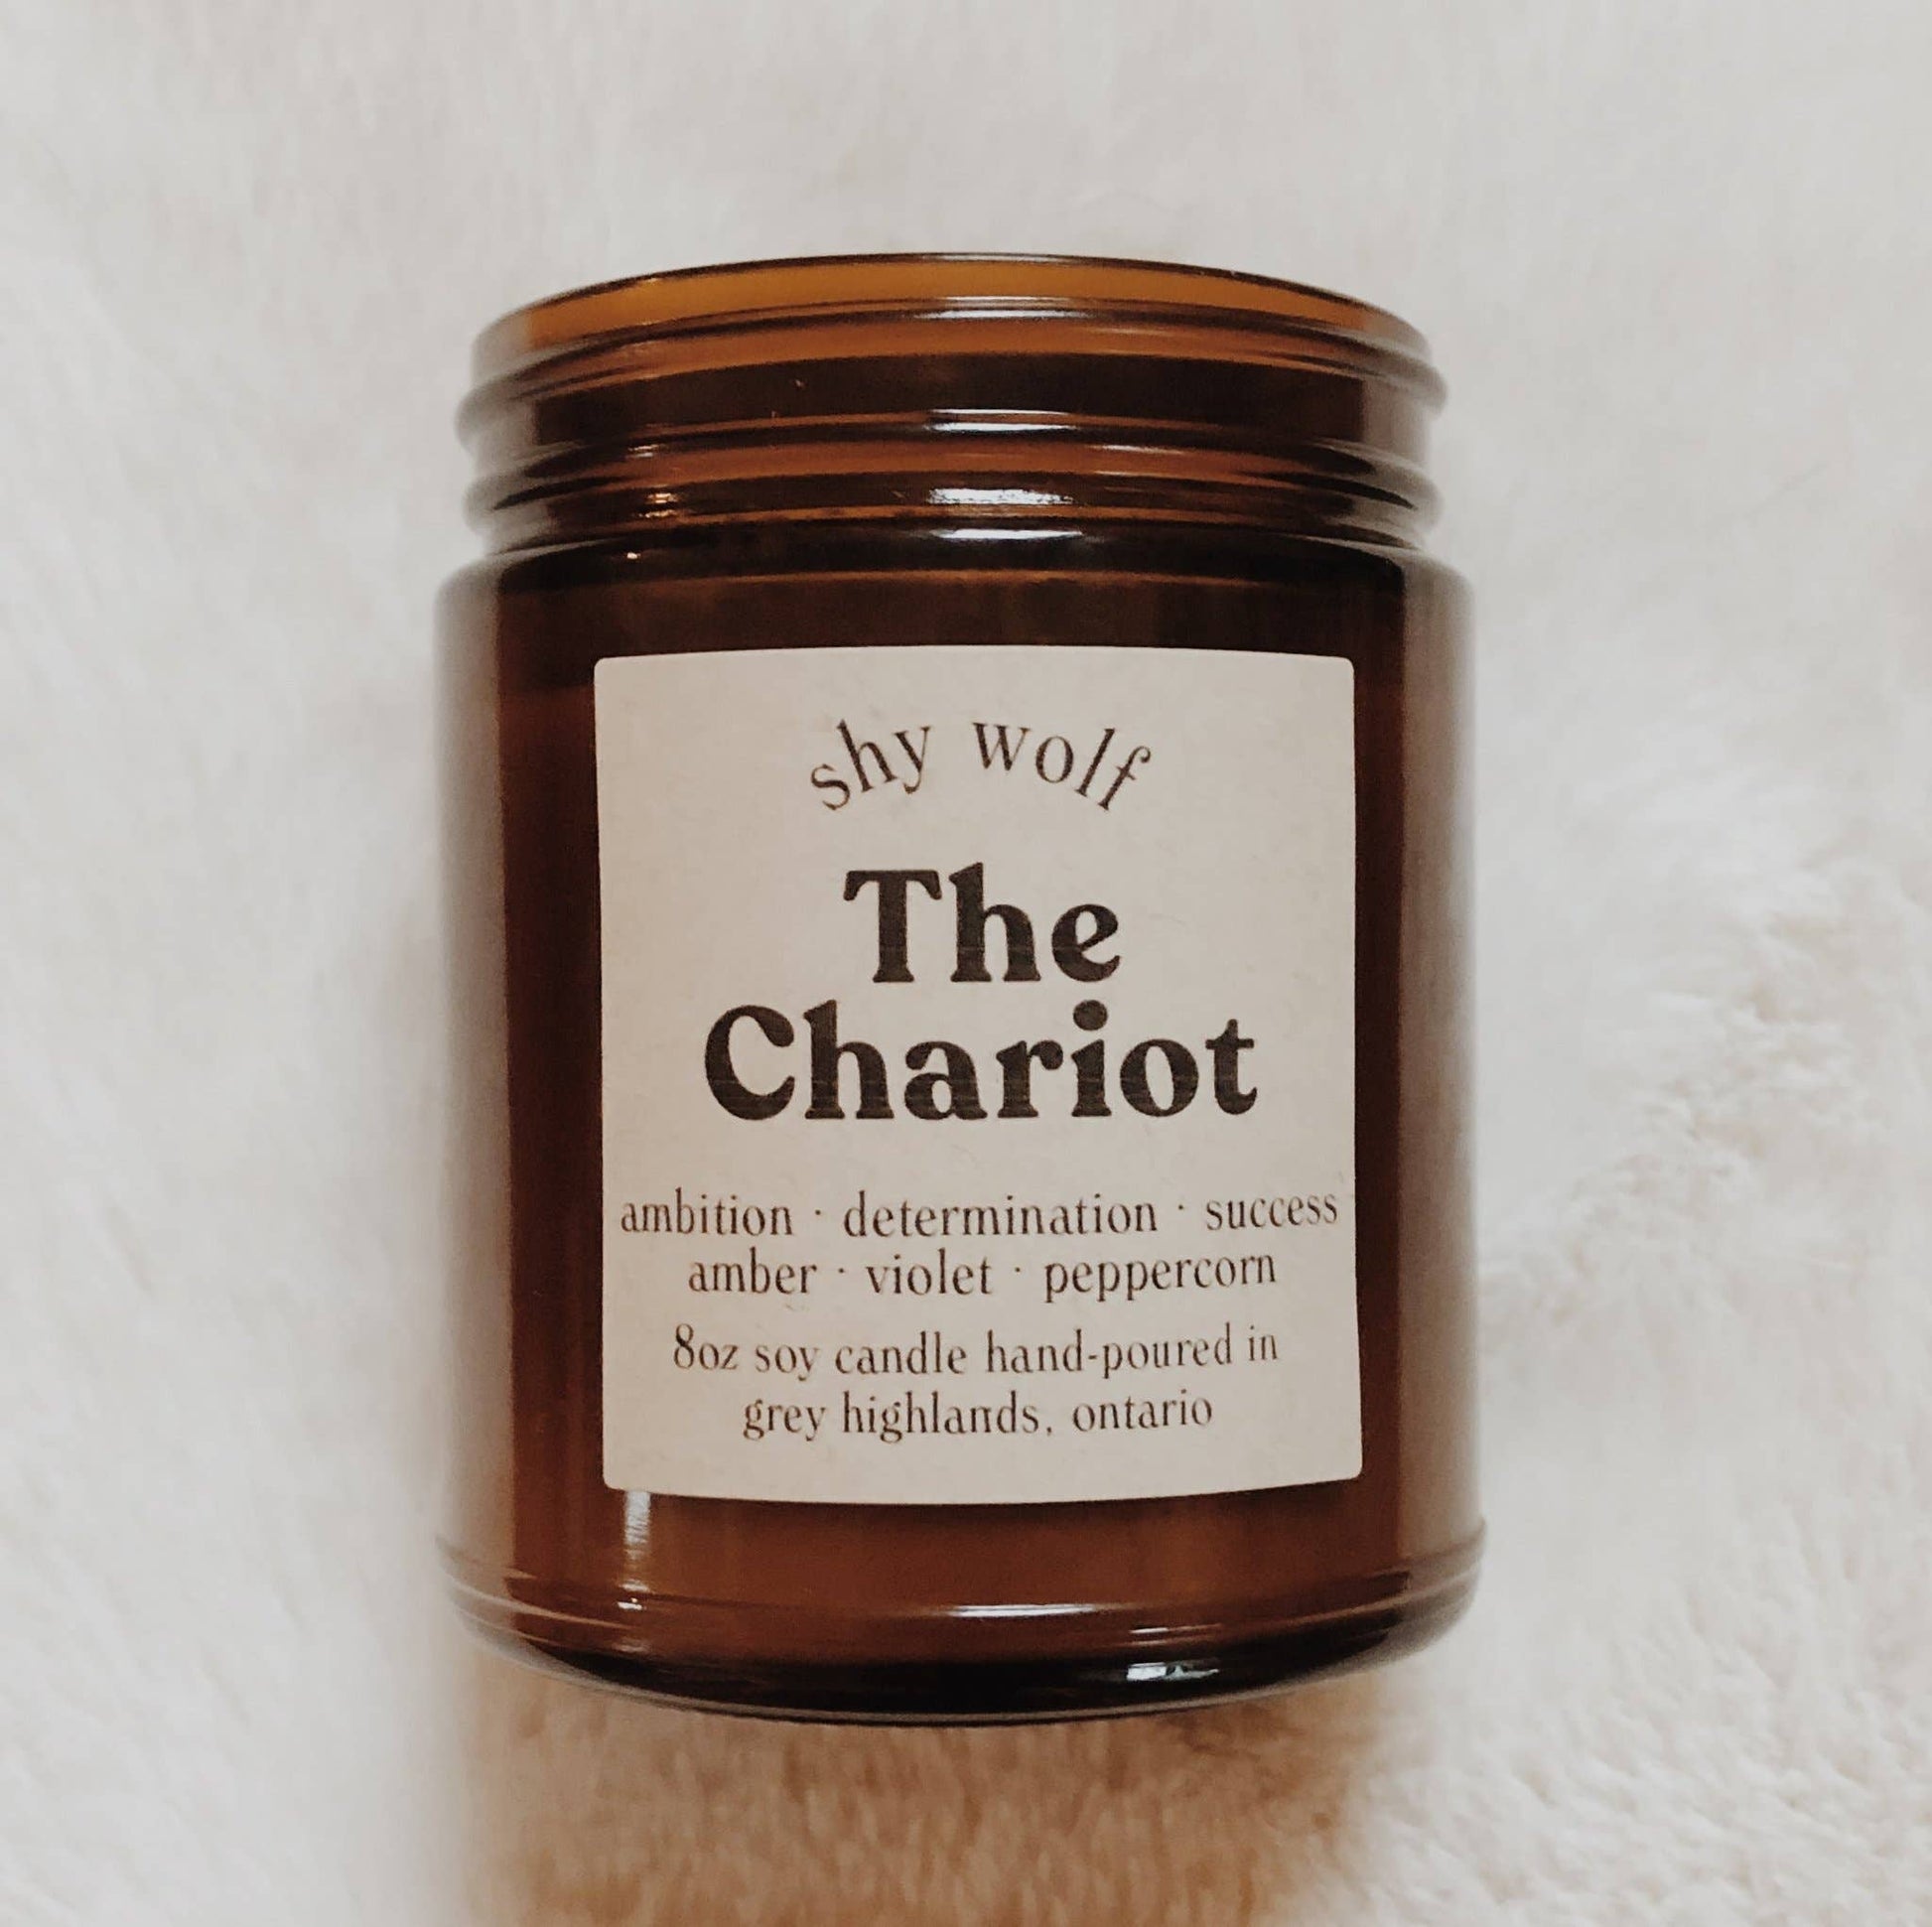 shy wolf
The
Chariot
ambition · determination · success
amber · violet · peppercorn
8oz soy candle hand-poured in
grey highlands, ontario